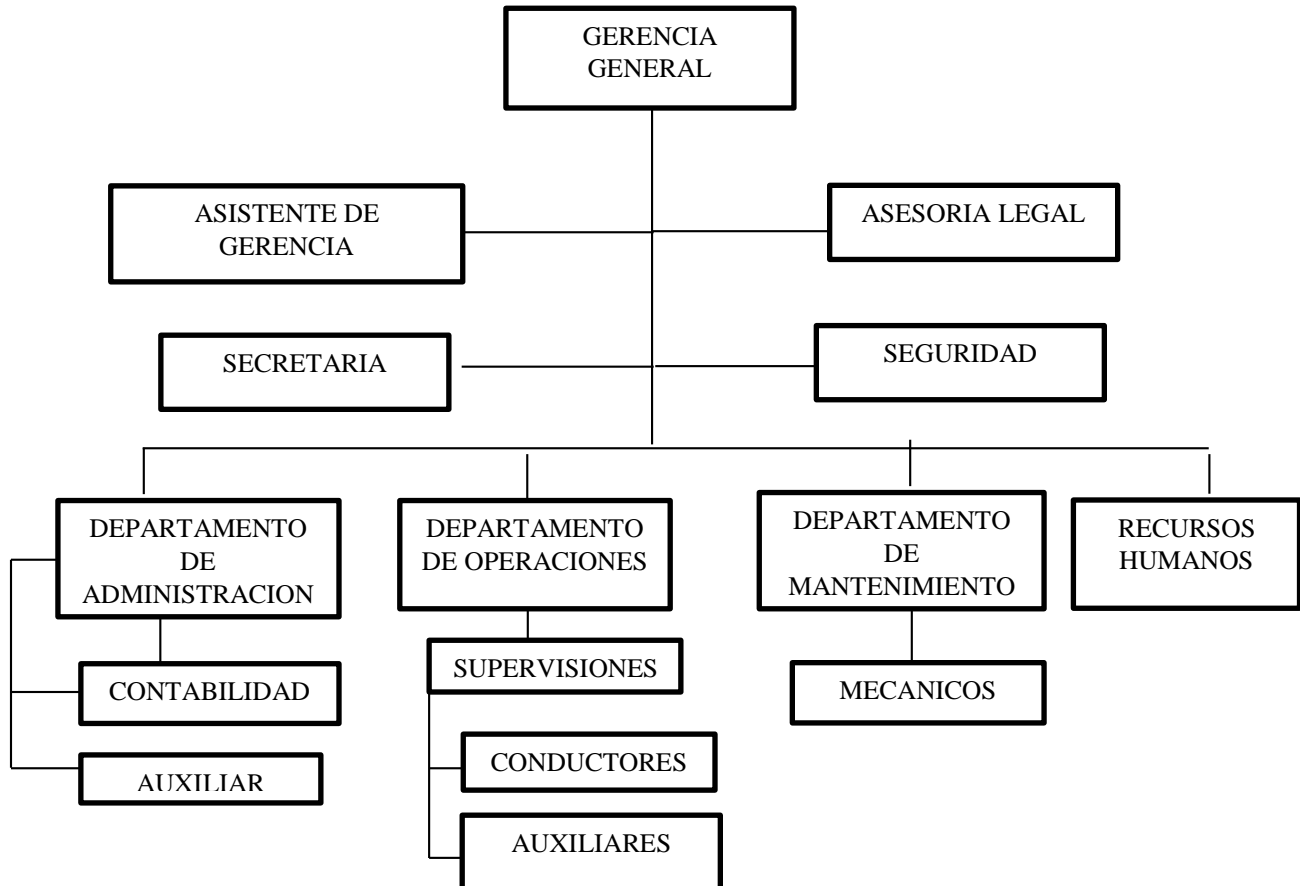 GERENCIA
GENERAL
ASISTENTE DE
GERENCIA
ASESORIA LEGAL
SECRETARIA
SEGURIDAD
DEPARTAMENTO
DE
ADMINISTRACION
DEPARTAMENTO
DE OPERACIONES
DEPARTAMENTO
DE
MANTENIMIENTO
RECURSOS
HUMANOS
CONTABILIDAD
AUXILIAR
SUPERVISIONES
CONDUCTORES
AUXILIARES
MECANICOS